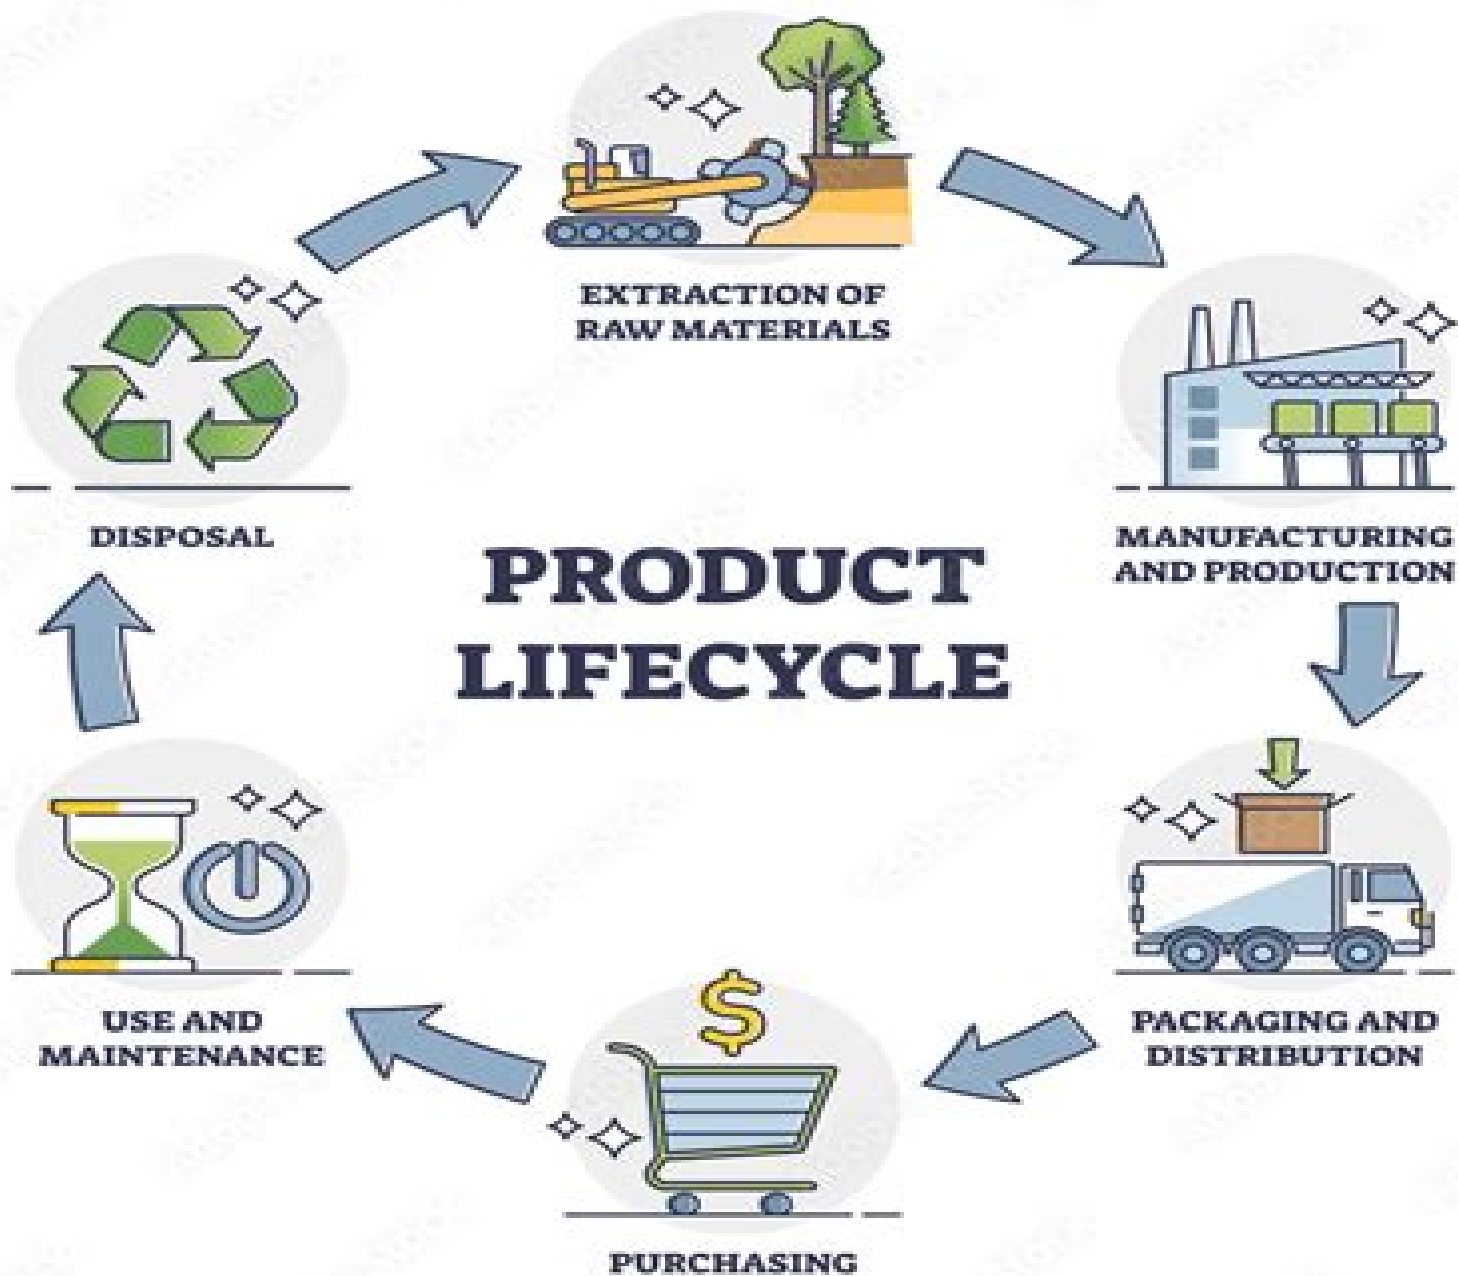 EXTRACTION OF
RAW MATERIALS
MANUFACTURING
AND PRODUCTION
PACKAGING AND
DISTRIBUTION
PURCHASING
USE AND
MAINTENANCE
DISPOSAL
PRODUCT
LIFECYCLE